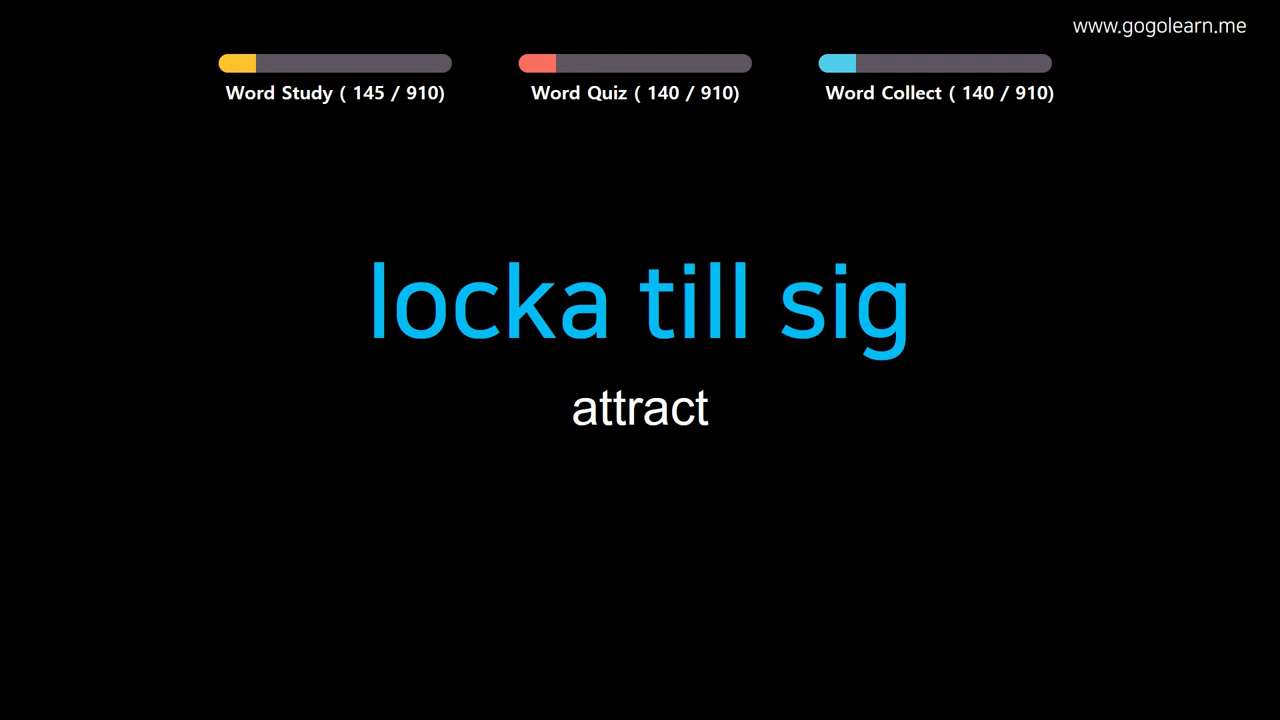 www.gogolearn.me
Word Study ( 145 / 910)
Word Quiz ( 140 / 910)
Word Collect ( 140 / 910)
locka till sig
attract